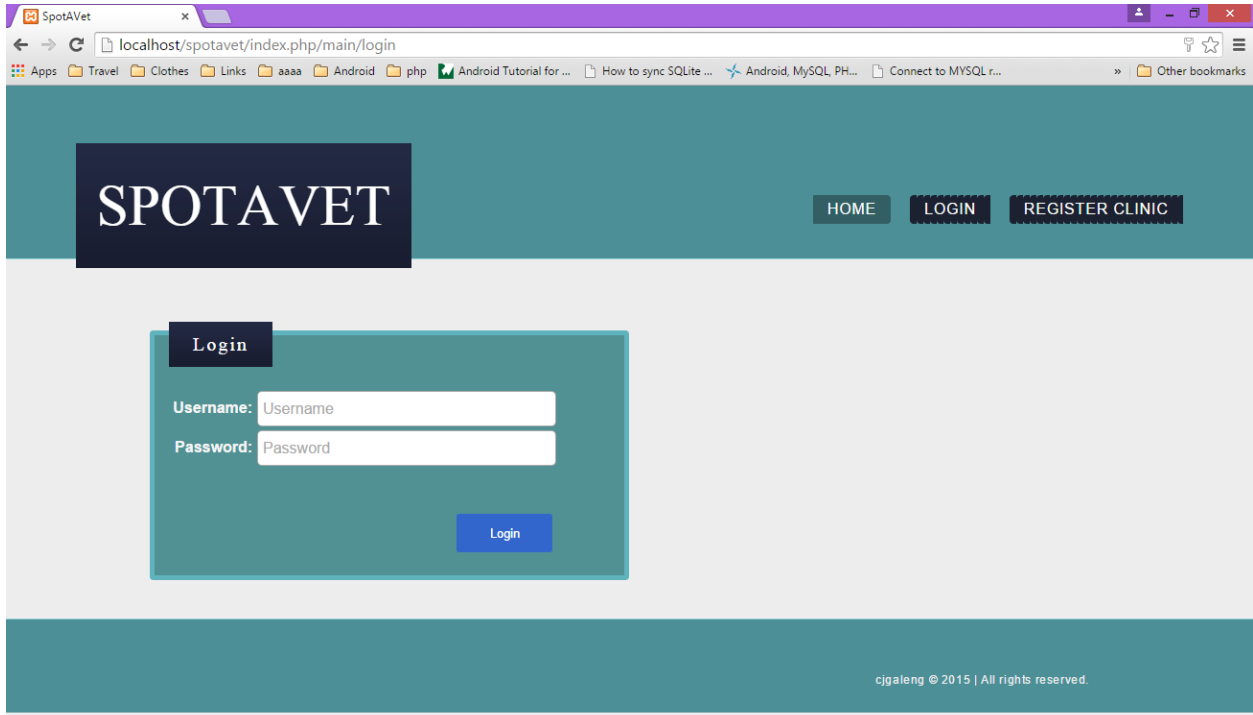 SpotAVet
localhost/spotavet/index.php/main/login
Apps Travel Clothes Links aaaa Android php Android Tutorial for ... How to sync SQLite ... Android, MySQL, PH... Connect to MYSQL r... » Other bookmarks
SPOTAVET
HOME LOGIN REGISTER CLINIC
Login
Username: Username
Password: Password
Login
cjgaleng © 2015 | All rights reserved.